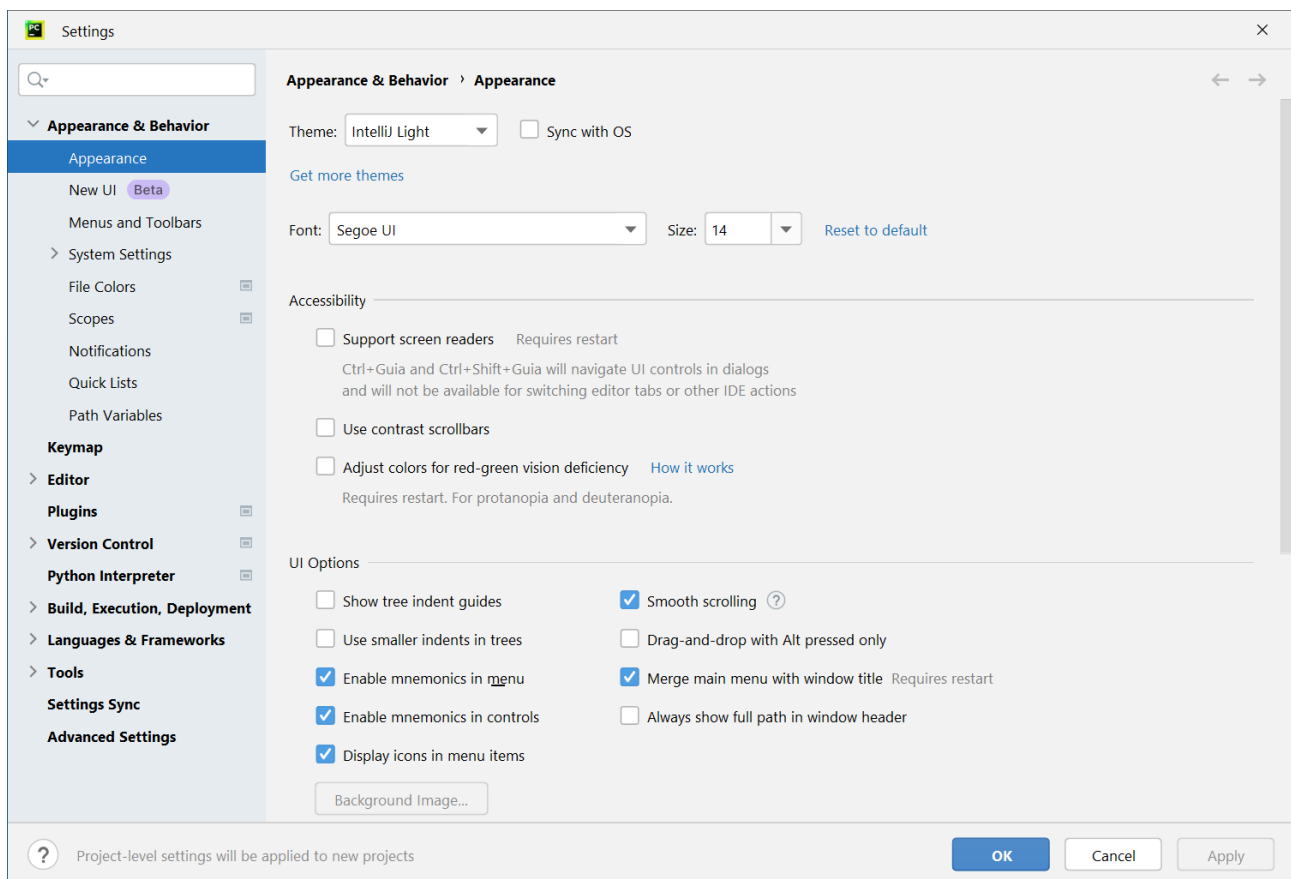 PC
Settings
Appearance & Behavior
Appearance
New UI Beta
Menus and Toolbars
System Settings
File Colors
Scopes
Notifications
Quick Lists
Path Variables
Keymap
Editor
Plugins
Version Control
Python Interpreter
Build, Execution, Deployment
Languages & Frameworks
Tools
Settings Sync
Advanced Settings
Appearance & Behavior › Appearance
Theme: IntelliJ Light Sync with OS
Get more themes
Font: Segoe UI Size: 14 Reset to default
Accessibility
Support screen readers Requires restart
Ctrl+Guia and Ctrl+Shift+Guia will navigate UI controls in dialogs
and will not be available for switching editor tabs or other IDE actions
Use contrast scrollbars
Adjust colors for red-green vision deficiency How it works
Requires restart. For protanopia and deuteranopia.
UI Options
Show tree indent guides Smooth scrolling ?
Use smaller indents in trees Drag-and-drop with Alt pressed only
Enable mnemonics in menu Merge main menu with window title Requires restart
Enable mnemonics in controls Always show full path in window header
Display icons in menu items
Background Image...
? Project-level settings will be applied to new projects
OK Cancel Apply